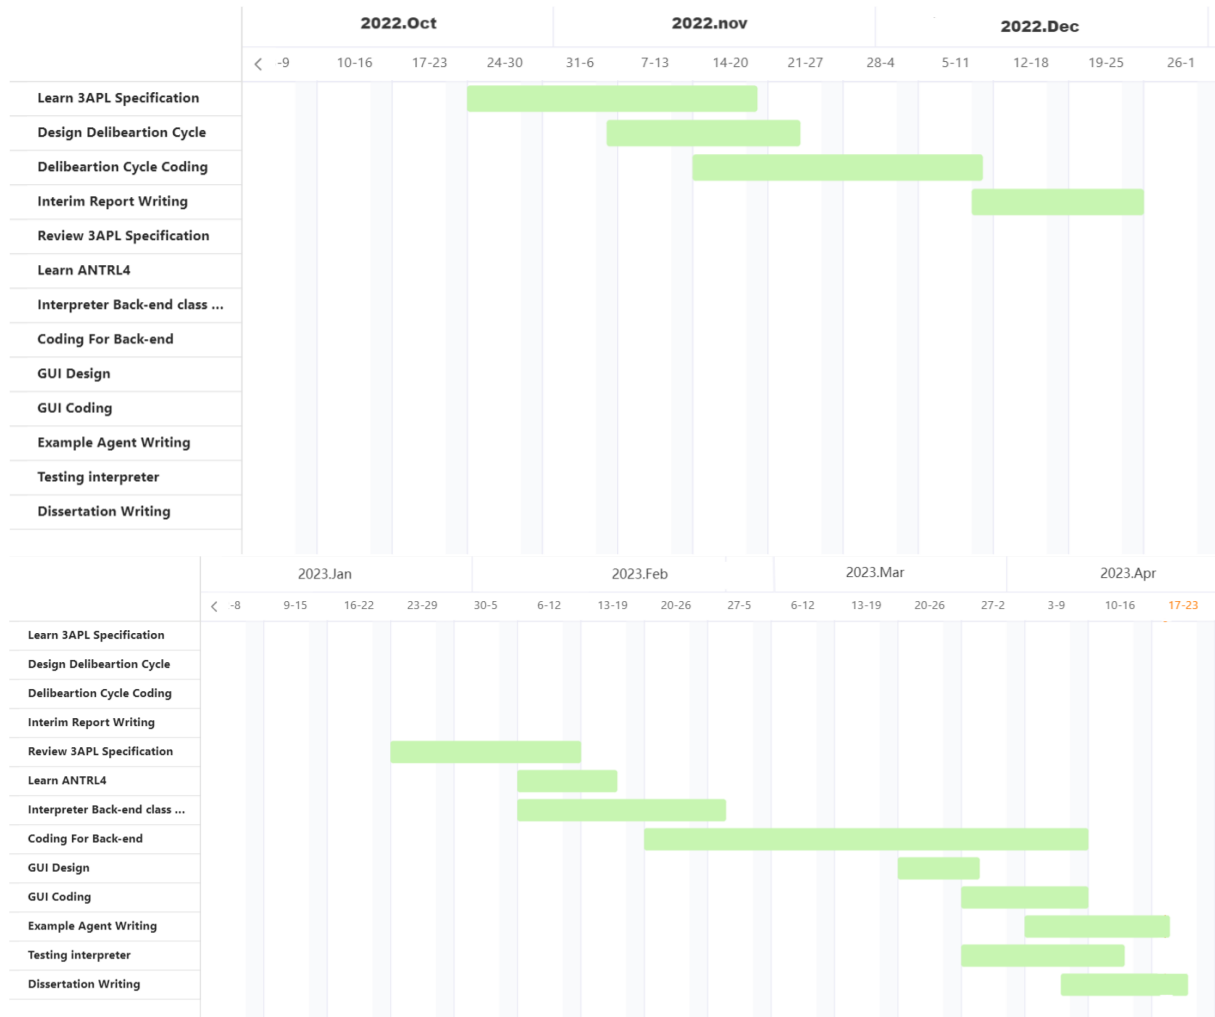 2022.Oct 2022.nov 2022.Dec
-9 10-16 17-23 24-30 31-6 7-13 14-20 21-27 28-4 5-11 12-18 19-25 26-1
Learn 3APL Specification
Design Delibeartion Cycle
Delibeartion Cycle Coding
Interim Report Writing
Review 3APL Specification
Learn ANTRL4
Interpreter Back-end class ...
Coding For Back-end
GUI Design
GUI Coding
Example Agent Writing
Testing interpreter
Dissertation Writing
2023.Jan 2023.Feb 2023.Mar 2023.Apr
-8 9-15 16-22 23-29 30-5 6-12 13-19 20-26 27-5 6-12 13-19 20-26 27-2 3-9 10-16 17-23
Learn 3APL Specification
Design Delibeartion Cycle
Delibeartion Cycle Coding
Interim Report Writing
Review 3APL Specification
Learn ANTRL4
Interpreter Back-end class ...
Coding For Back-end
GUI Design
GUI Coding
Example Agent Writing
Testing interpreter
Dissertation Writing